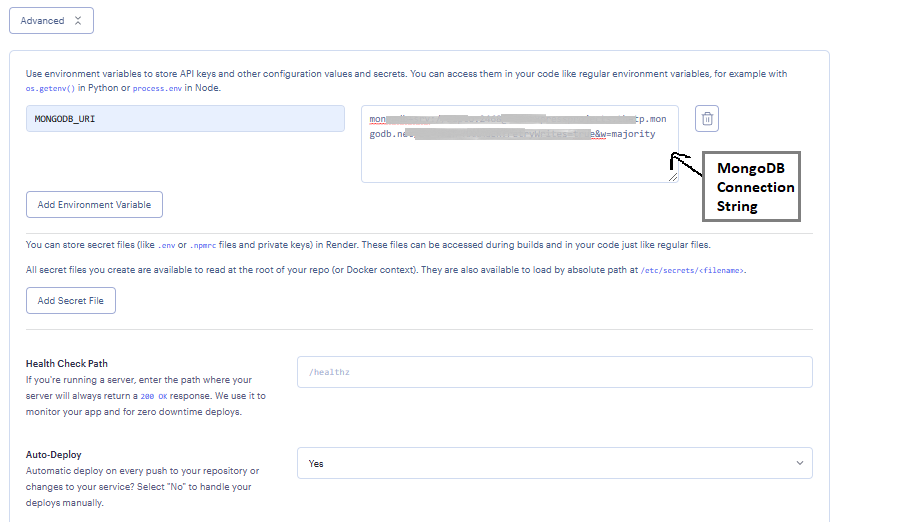 Advanced
Use environment variables to store API keys and other configuration values and secrets. You can access them in your code like regular environment variables, for example with
os.getenv() in Python or process.env in Node.
MONGODB_URI
mon cp.mon
godb.ne e&w=majority
MongoDB
Connection
String
Add Environment Variable
You can store secret files (like .env or .npmrc files and private keys) in Render. These files can be accessed during builds and in your code just like regular files.
All secret files you create are available to read at the root of your repo (or Docker context). They are also available to load by absolute path at /etc/secrets/<filename>.
Add Secret File
Health Check Path
If you're running a server, enter the path where your
server will always return a 200 OK response. We use it to
monitor your app and for zero downtime deploys.
/healthz
Auto-Deploy
Automatic deploy on every push to your repository or
changes to your service? Select "No" to handle your
deploys manually.
Yes